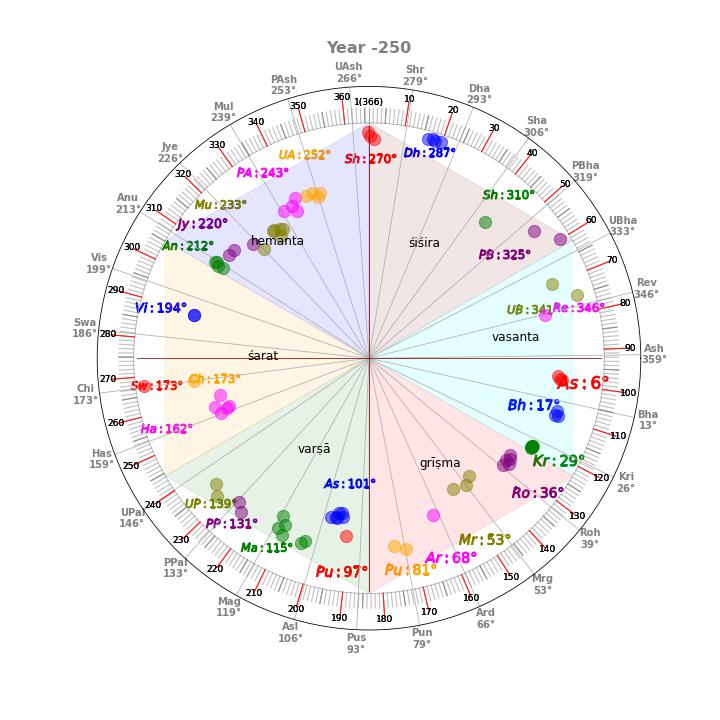 Year -250
UAsh
266°
Shr
279°
Dha
293°
Sha
306°
PBha
319°
UBha
333°
Rev
346°
Ash
359°
Bha
13°
Kri
26°
Roh
39°
Mrg
53°
Ard
66°
Pun
79°
Pus
93°
Asl
106°
Mag
119°
PPal
133°
UPal
146°
Has
159°
Chi
173°
Swa
186°
Vis
199°
Anu
213°
Jye
226°
Mul
239°
PAsh
253°
1(366)
10
20
30
40
50
60
70
80
90
100
110
120
130
140
150
160
170
180
190
200
210
220
230
240
250
260
270
280
290
300
310
320
330
340
350
360
Sh:270°
Dh:287°
Sh:310°
PB:325°
UB:341°
Re:346°
As:6°
Bh:17°
Kr:29°
Ro:36°
Mr:53°
Ar:68°
Pu:81°
Pu:97°
As:101°
Ma:115°
PP:131°
UP:139°
Ha:162°
Ch:173°
Sw:173°
Vi:194°
An:212°
Jy:220°
Mu:233°
PA:243°
UA:252°
hemanta
śiśira
vasanta
grīṣma
varṣā
śarat